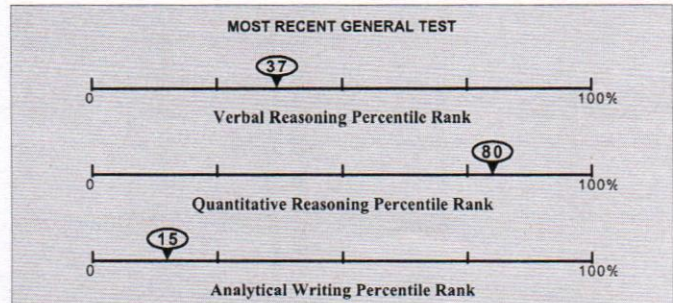 MOST RECENT GENERAL TEST
37
0 100%
Verbal Reasoning Percentile Rank
80
0 100%
Quantitative Reasoning Percentile Rank
15
0 100%
Analytical Writing Percentile Rank